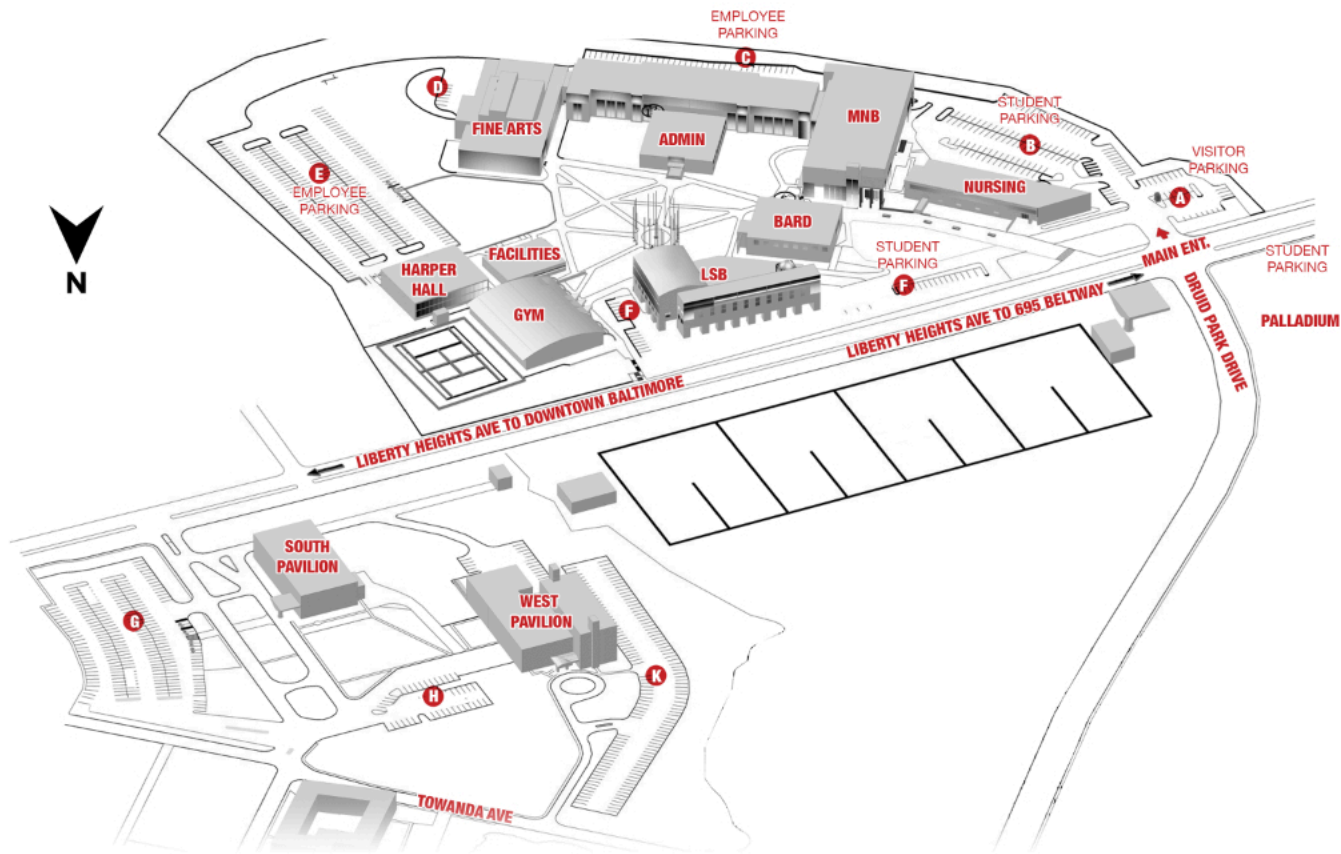 EMPLOYEE
PARKING
C
D
FINE ARTS
ADMIN
MNB
STUDENT
PARKING
B
VISITOR
PARKING
A
NURSING
E
EMPLOYEE
PARKING
N
BARD
FACILITIES
HARPER
HALL
GYM
LSB
F
STUDENT
PARKING
F
MAIN ENT.
STUDENT
PARKING
PALLADIUM
DRUID PARK DRIVE
LIBERTY HEIGHTS AVE TO 695 BELTWAY
LIBERTY HEIGHTS AVE TO DOWNTOWN BALTIMORE
SOUTH
PAVILION
WEST
PAVILION
G
H
K
TOWANDA AVE